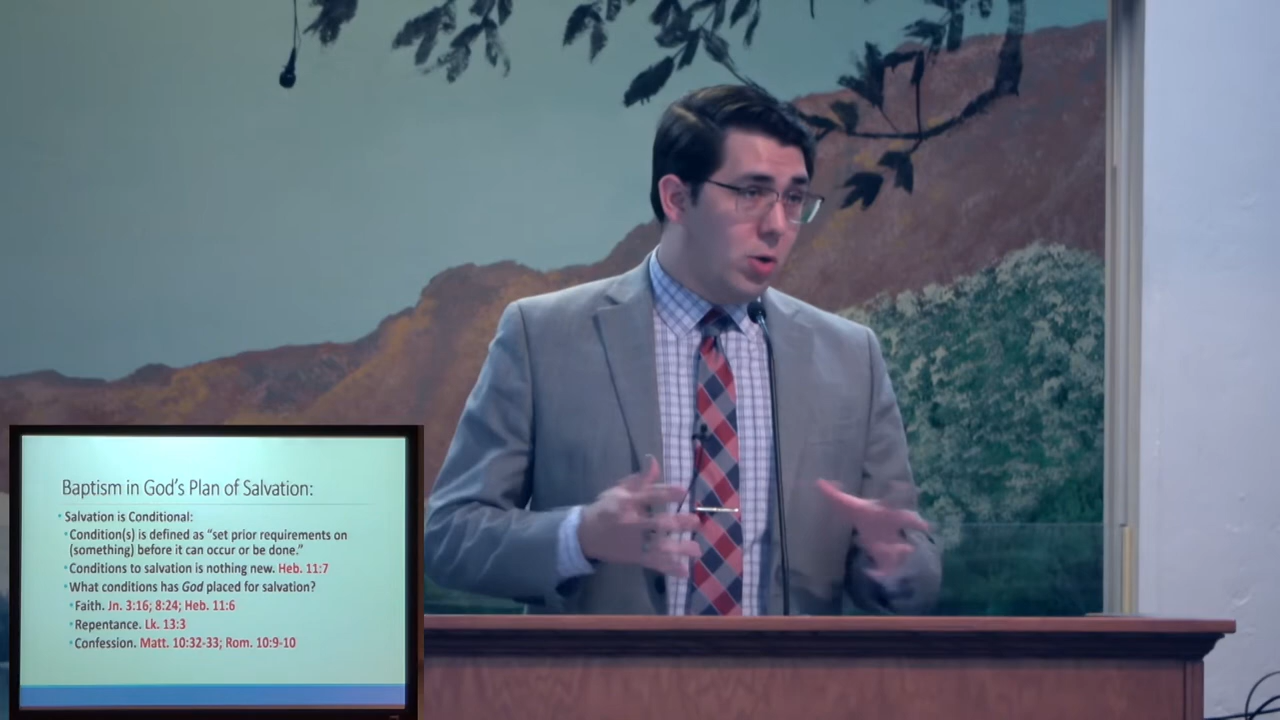 Baptism in God's Plan of Salvation:
• Salvation is Conditional:
• Condition(s) is defined as "set prior requirements on
(something) before it can occur or be done."
• Conditions to salvation is nothing new. Heb. 11:7
• What conditions has God placed for salvation?
• Faith. Jn. 3:16; 8:24; Heb. 11:6
• Repentance. Lk. 13:3
• Confession. Matt. 10:32-33; Rom. 10:9-10